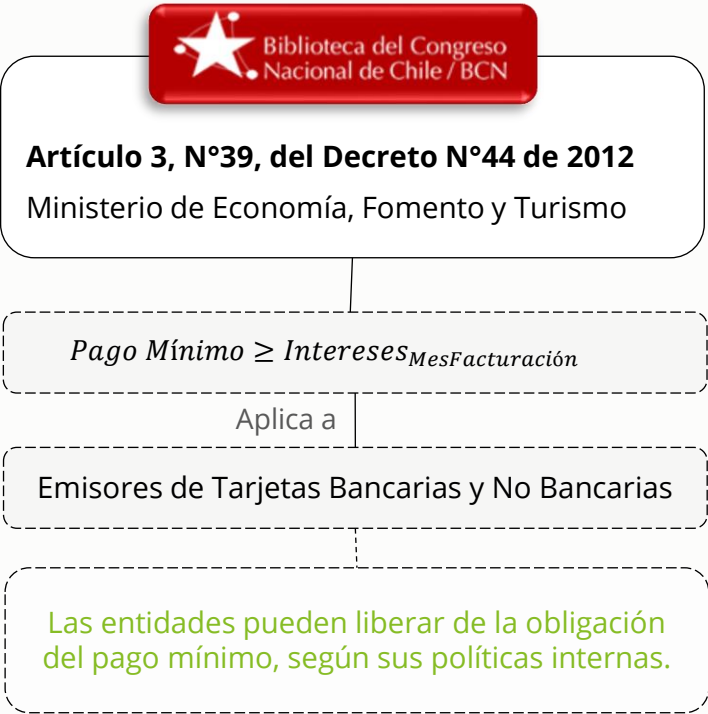 Biblioteca del Congreso
Nacional de Chile / BCN
Artículo 3, N°39, del Decreto N°44 de 2012
Ministerio de Economía, Fomento y Turismo
Pago Mínimo ≥ Intereses_MesFacturación
Aplica a
Emisores de Tarjetas Bancarias y No Bancarias
Las entidades pueden liberar de la obligación
del pago mínimo, según sus políticas internas.